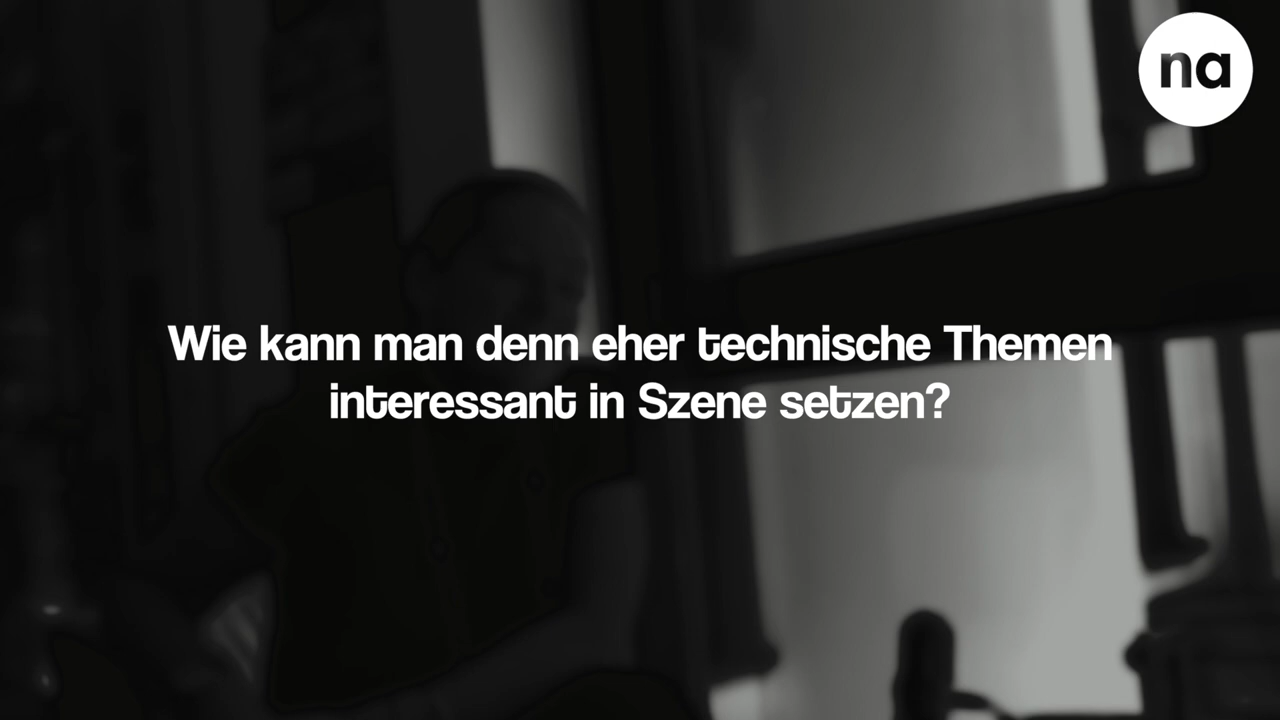 na
Wie kann man denn eher technische Themen
interessant in Szene setzen?